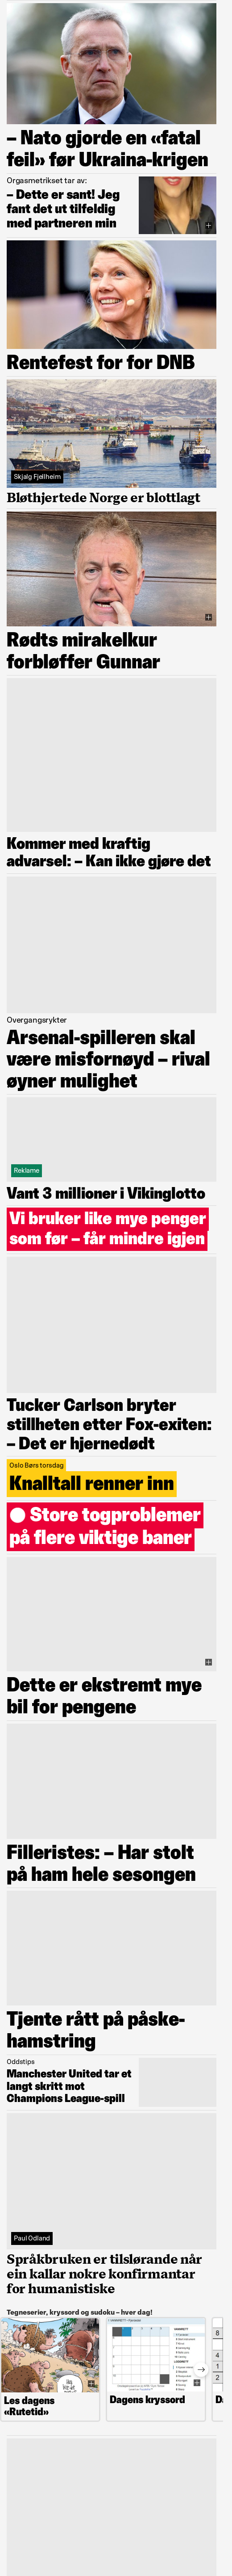 – Nato gjorde en «fatal
feil» før Ukraina-krigen
Orgasmetrikset tar av:
– Dette er sant! Jeg
fant det ut tilfeldig
med partneren min
Rentefest for for DNB
Skjalg Fjellheim
Bløthjertede Norge er blottlagt
Rødts mirakelkur
forbløffer Gunnar
Kommer med kraftig
advarsel: – Kan ikke gjøre det
Overgangsrykter
Arsenal-spilleren skal
være misfornøyd – rival
øyner mulighet
Reklame
Vant 3 millioner i Vikinglotto
Vi bruker like mye penger
som før – får mindre igjen
Tucker Carlson bryter
stillheten etter Fox-exiten:
– Det er hjernedødt
Oslo Børs torsdag
Knalltall renner inn
Store togproblemer
på flere viktige baner
Dette er ekstremt mye
bil for pengene
Filleristes: – Har stolt
på ham hele sesongen
Tjente rått på påske-
hamstring
Oddstips
Manchester United tar et
langt skritt mot
Champions League-spill
Paul Odland
Språkbruken er tilslørande når
ein kallar nokre konfirmantar
for humanistiske
Tegneserier, kryssord og sudoku – hver dag!
Los dagens
«Rutetid»
Dagens kryssord
8
4
1
2